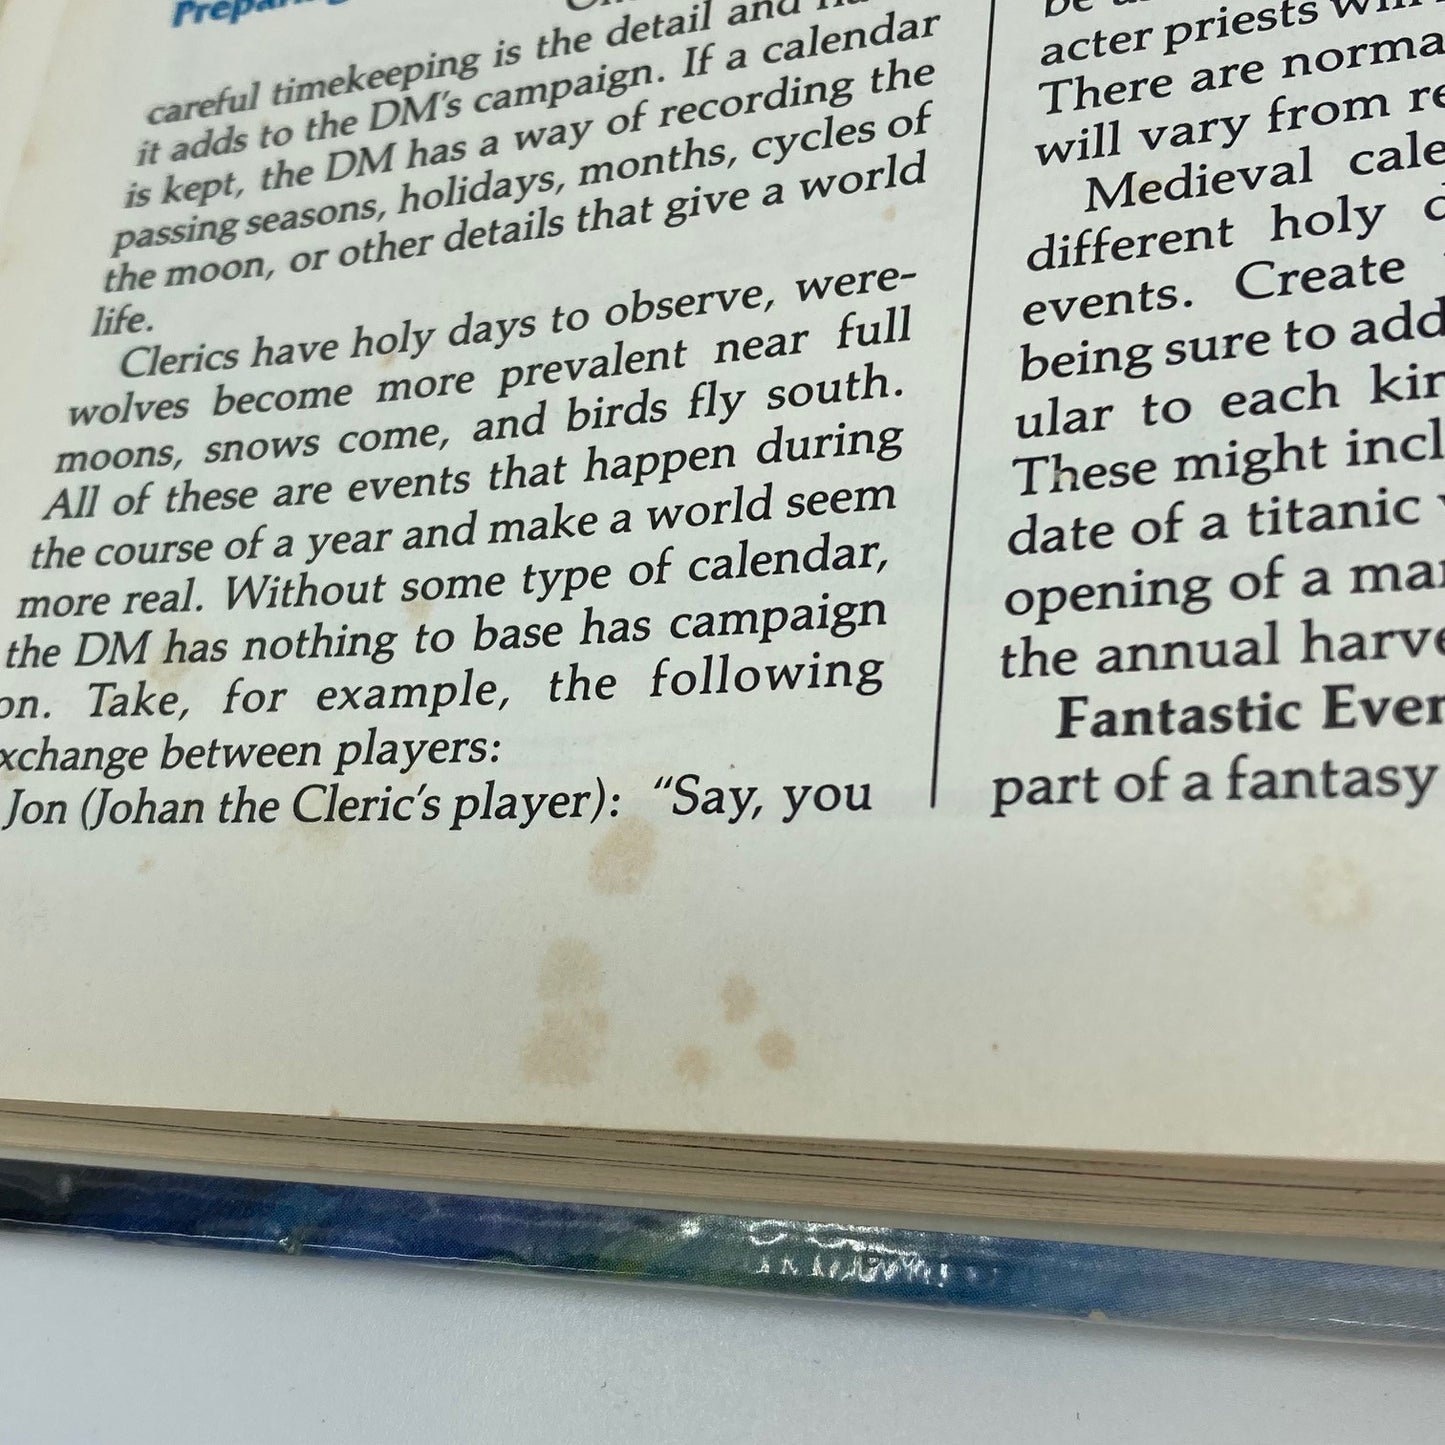 careful timekeeping is the detail and
it adds to the DM's campaign. If a calendar
is kept, the DM has a way of recording the
passing seasons, holidays, months, cycles of
the moon, or other details that give a world
life.
Clerics have holy days to observe, were-
wolves become more prevalent near full
moons, snows come, and birds fly south.
All of these are events that happen during
the course of a year and make a world seem
more real. Without some type of calendar,
the DM has nothing to base has campaign
on. Take, for example, the following
xchange between players:
Jon (Johan the Cleric's player): "Say, you
acter priests
There are norma
will vary from re
Medieval cale
different holy
events. Create
being sure to add
ular to each kin
These might incl
date of a titanic
opening of a mar
the annual harve
Fantastic Even
part of a fantasy